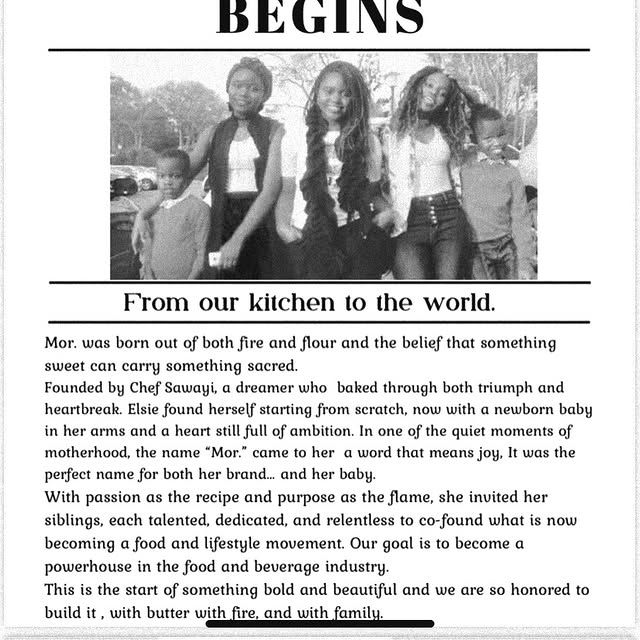 BEGINS
From our kitchen to the world.
Mor. was born out of both fire and flour and the belief that something
sweet can carry something sacred.
Founded by Chef Sawayi, a dreamer who baked through both triumph and
heartbreak. Elsie found herself starting from scratch, now with a newborn baby
in her arms and a heart still full of ambition. In one of the quiet moments of
motherhood, the name “Mor.” came to her a word that means joy, It was the
perfect name for both her brand... and her baby.
With passion as the recipe and purpose as the flame, she invited her
siblings, each talented, dedicated, and relentless to co-found what is now
becoming a food and lifestyle movement. Our goal is to become a
powerhouse in the food and beverage industry.
This is the start of something bold and beautiful and we are so honored to
build it , with butter with fire, and with family.